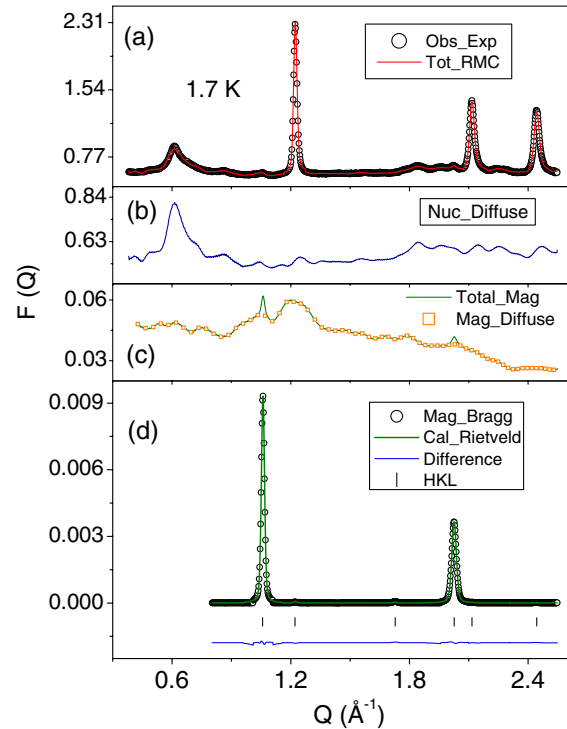 2.31
(a)
Obs_Exp
Tot_RMC
1.54
1.7 K
0.77
0.84
(b)
Nuc_Diffuse
0.63
F (Q)
0.06
Total_Mag
Mag_Diffuse
0.03
(c)
0.009
(d)
Mag_Bragg
Cal_Rietveld
Difference
HKL
0.006
0.003
0.000
0.6 1.2 1.8 2.4
Q (Å⁻¹)